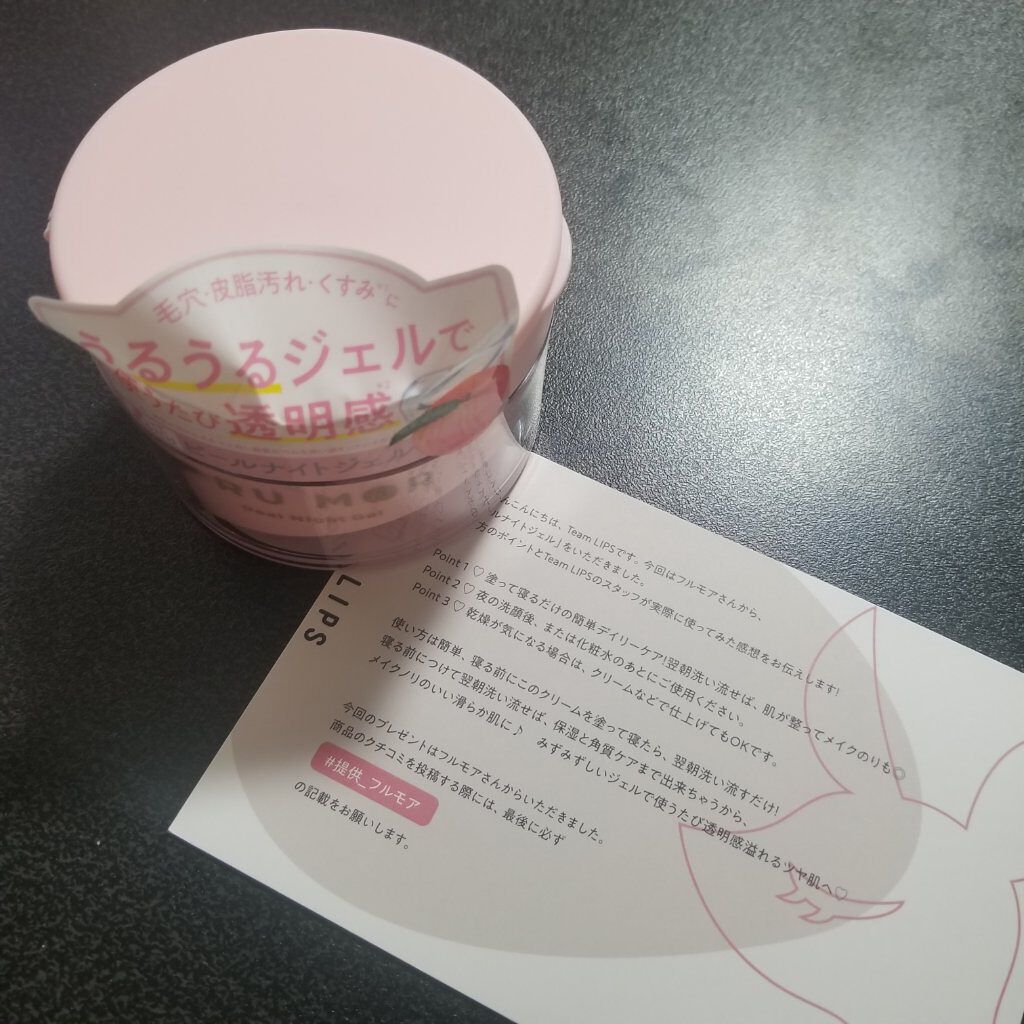 毛穴・皮脂汚れ・くすみに
うるうるジェルで
うたび透明感
ールナイトジェル
RU MOR
Peel Night Gel
LIPS
こんにちは、Team LIPSです。今回はフルモアさんから、
ールナイトジェル」をいただきました。
方のポイントとTeam LIPSのスタッフが実際に使ってみた感想をお伝えします!
Point 1 ♡ 塗って寝るだけの簡単デイリーケア!翌朝洗い流せば、肌が整ってメイクのりも◎
Point 2 ♡ 夜の洗顔後、または化粧水のあとにご使用ください。
Point 3 ♡ 乾燥が気になる場合は、クリームなどで仕上げてもOKです。
使い方は簡単、寝る前にこのクリームを塗って寝たら、翌朝洗い流すだけ!
寝る前につけて翌朝洗い流せば、保湿と角質ケアまで出来ちゃうから、
メイクノリのいい滑らか肌に♪ みずみずしいジェルで使うたび透明感溢れるツヤ肌へ♡
今回のプレゼントはフルモアさんからいただきました。
商品のクチコミを投稿する際には、最後に必ず
#提供_フルモア
の記載をお願いします。